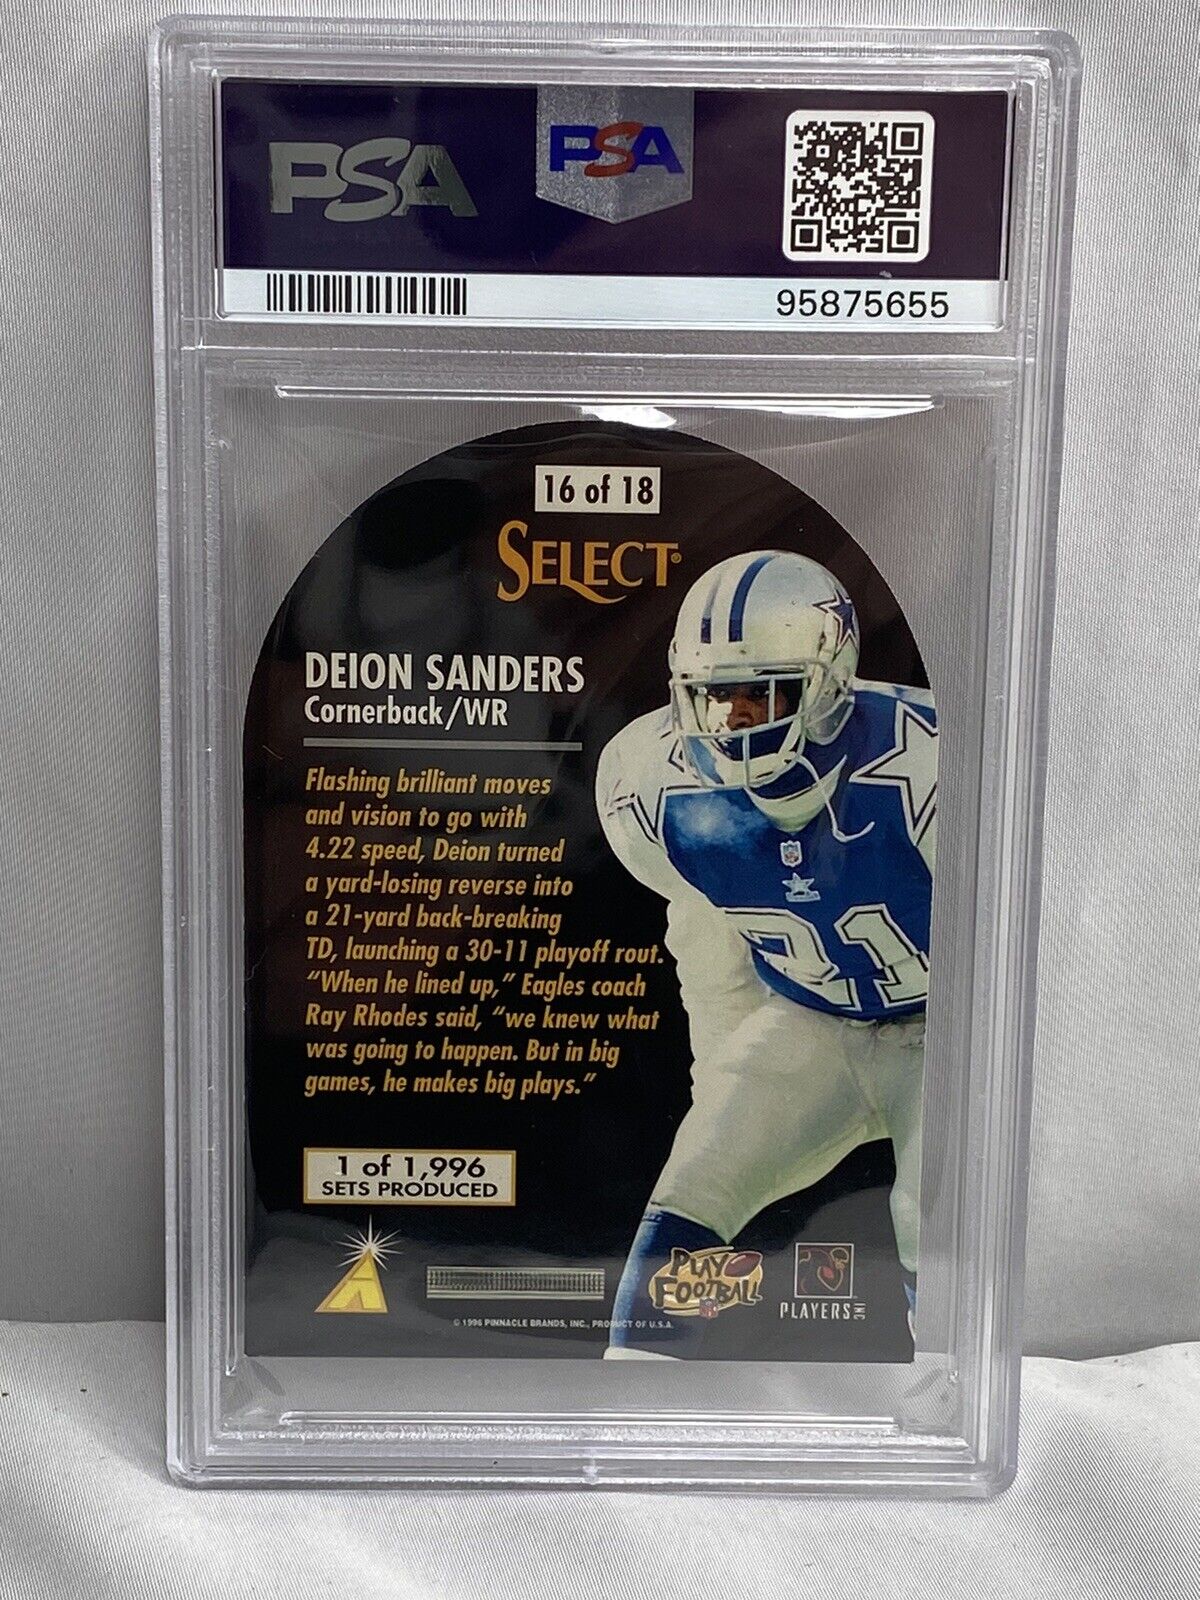 PSA
PSA
95875655
16 of 18
SELECT®
DEION SANDERS
Cornerback/WR
Flashing brilliant moves
and vision to go with
4.22 speed, Deion turned
a yard-losing reverse into
a 21-yard back-breaking
TD, launching a 30-11 playoff rout.
"When he lined up," Eagles coach
Ray Rhodes said, "we knew what
was going to happen. But in big
games, he makes big plays."
21
1 of 1,996
SETS PRODUCED
PLAY
FOOTBALL
PLAYERS INC
© 1996 PINNACLE BRANDS, INC., PRODUCT OF U.S.A.